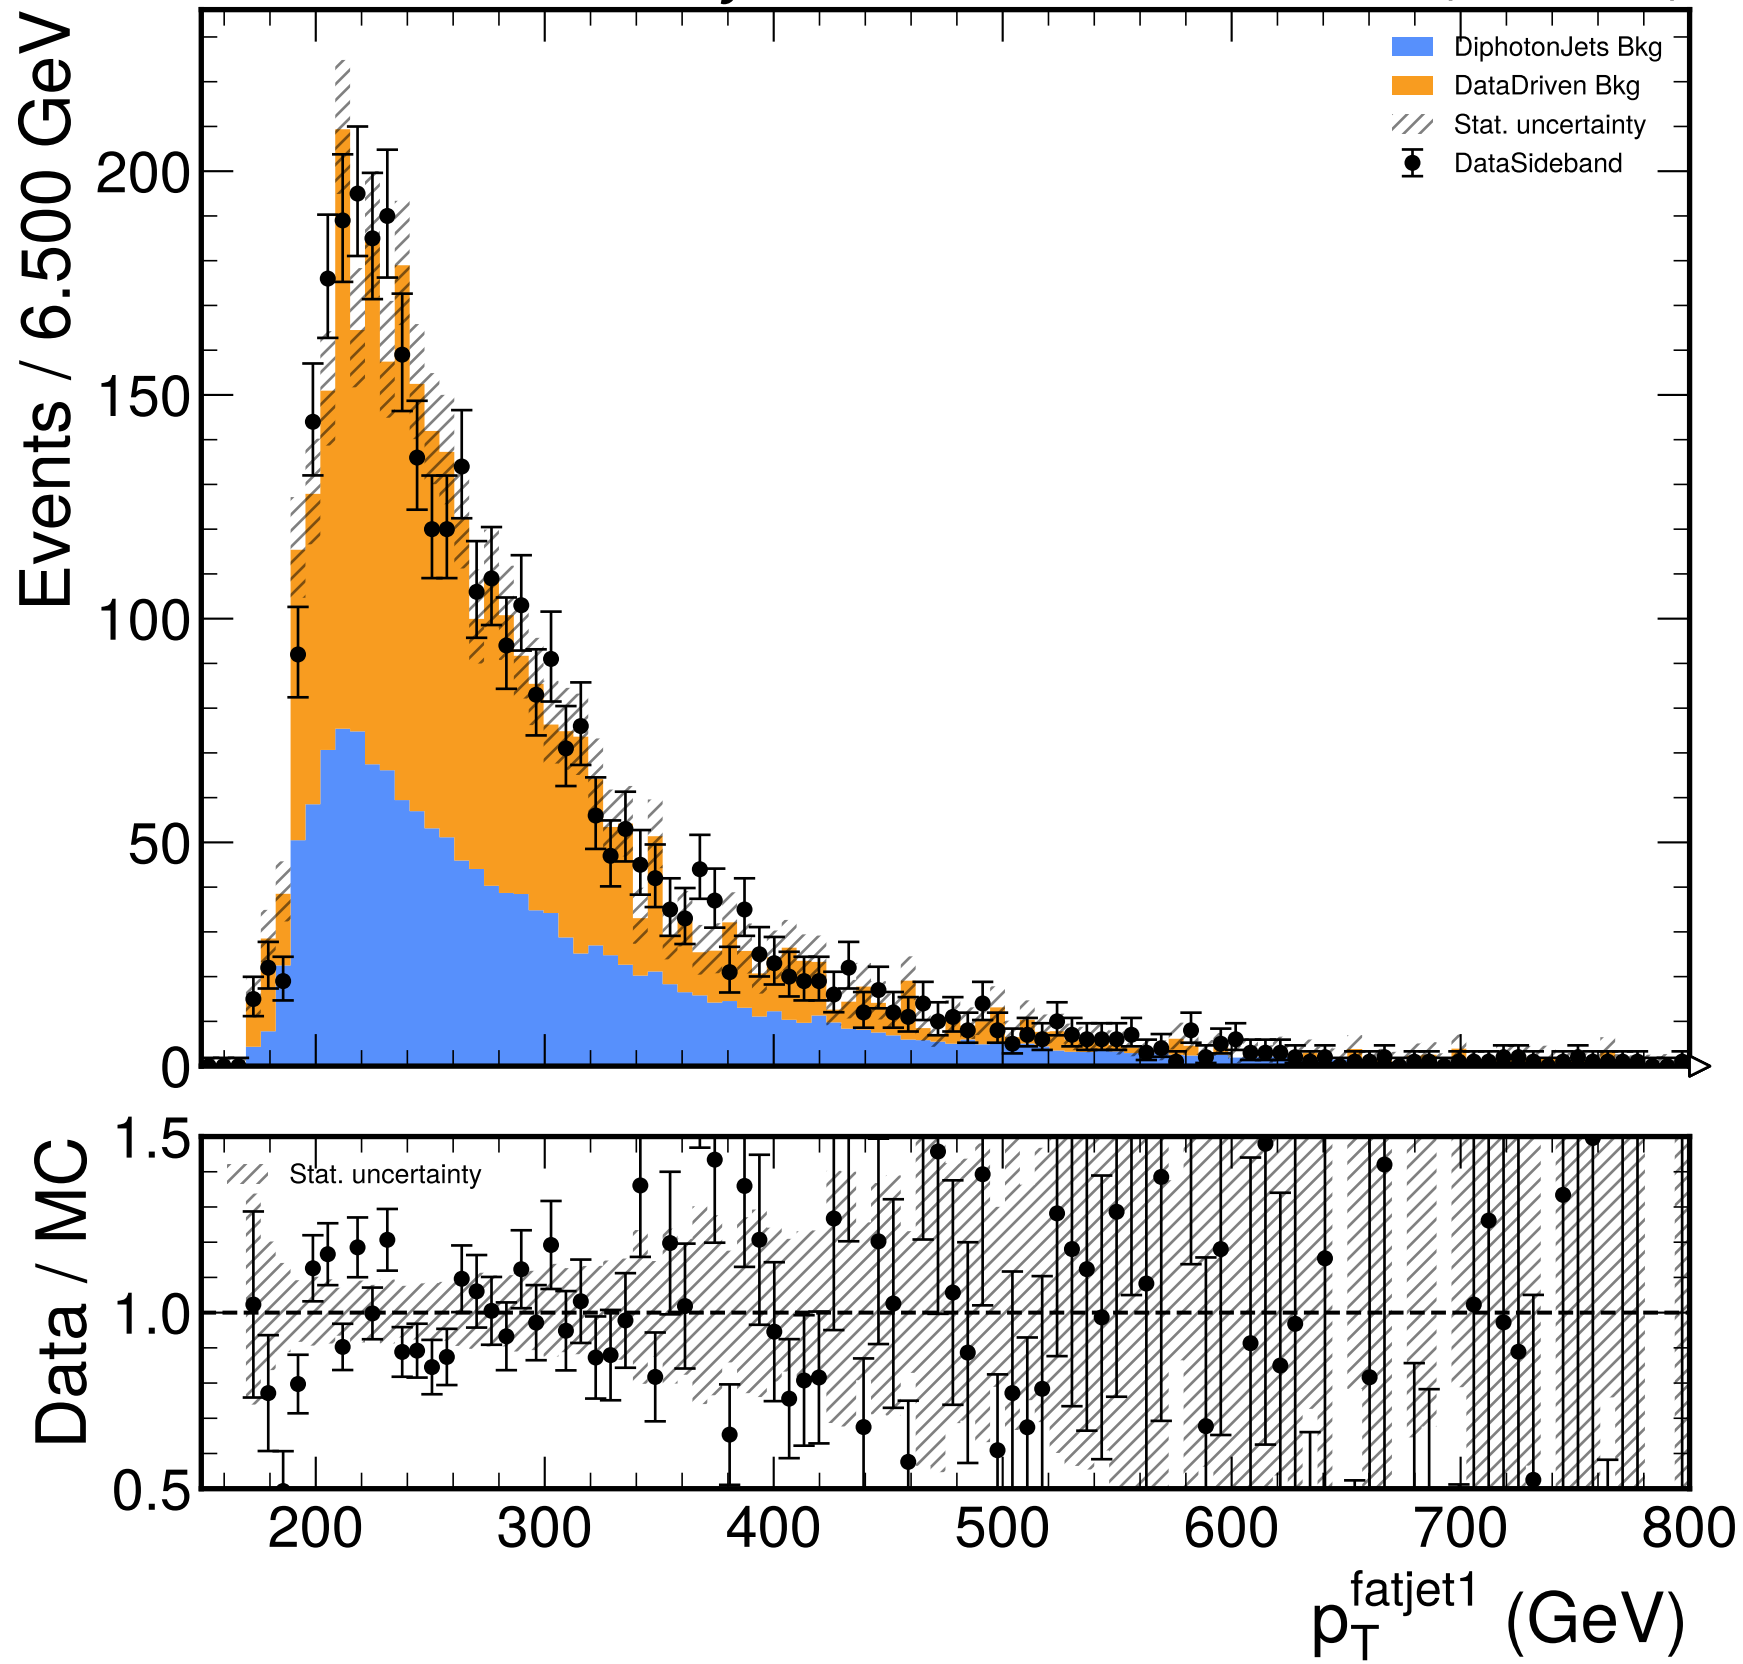 Events / 6.500 GeV
200
150
100
50
0
DiphotonJets Bkg
DataDriven Bkg
Stat. uncertainty
DataSideband
Data / MC
1.5
1.0
0.5
Stat. uncertainty
200 300 400 500 600 700 800
p_T^fatjet1 (GeV)